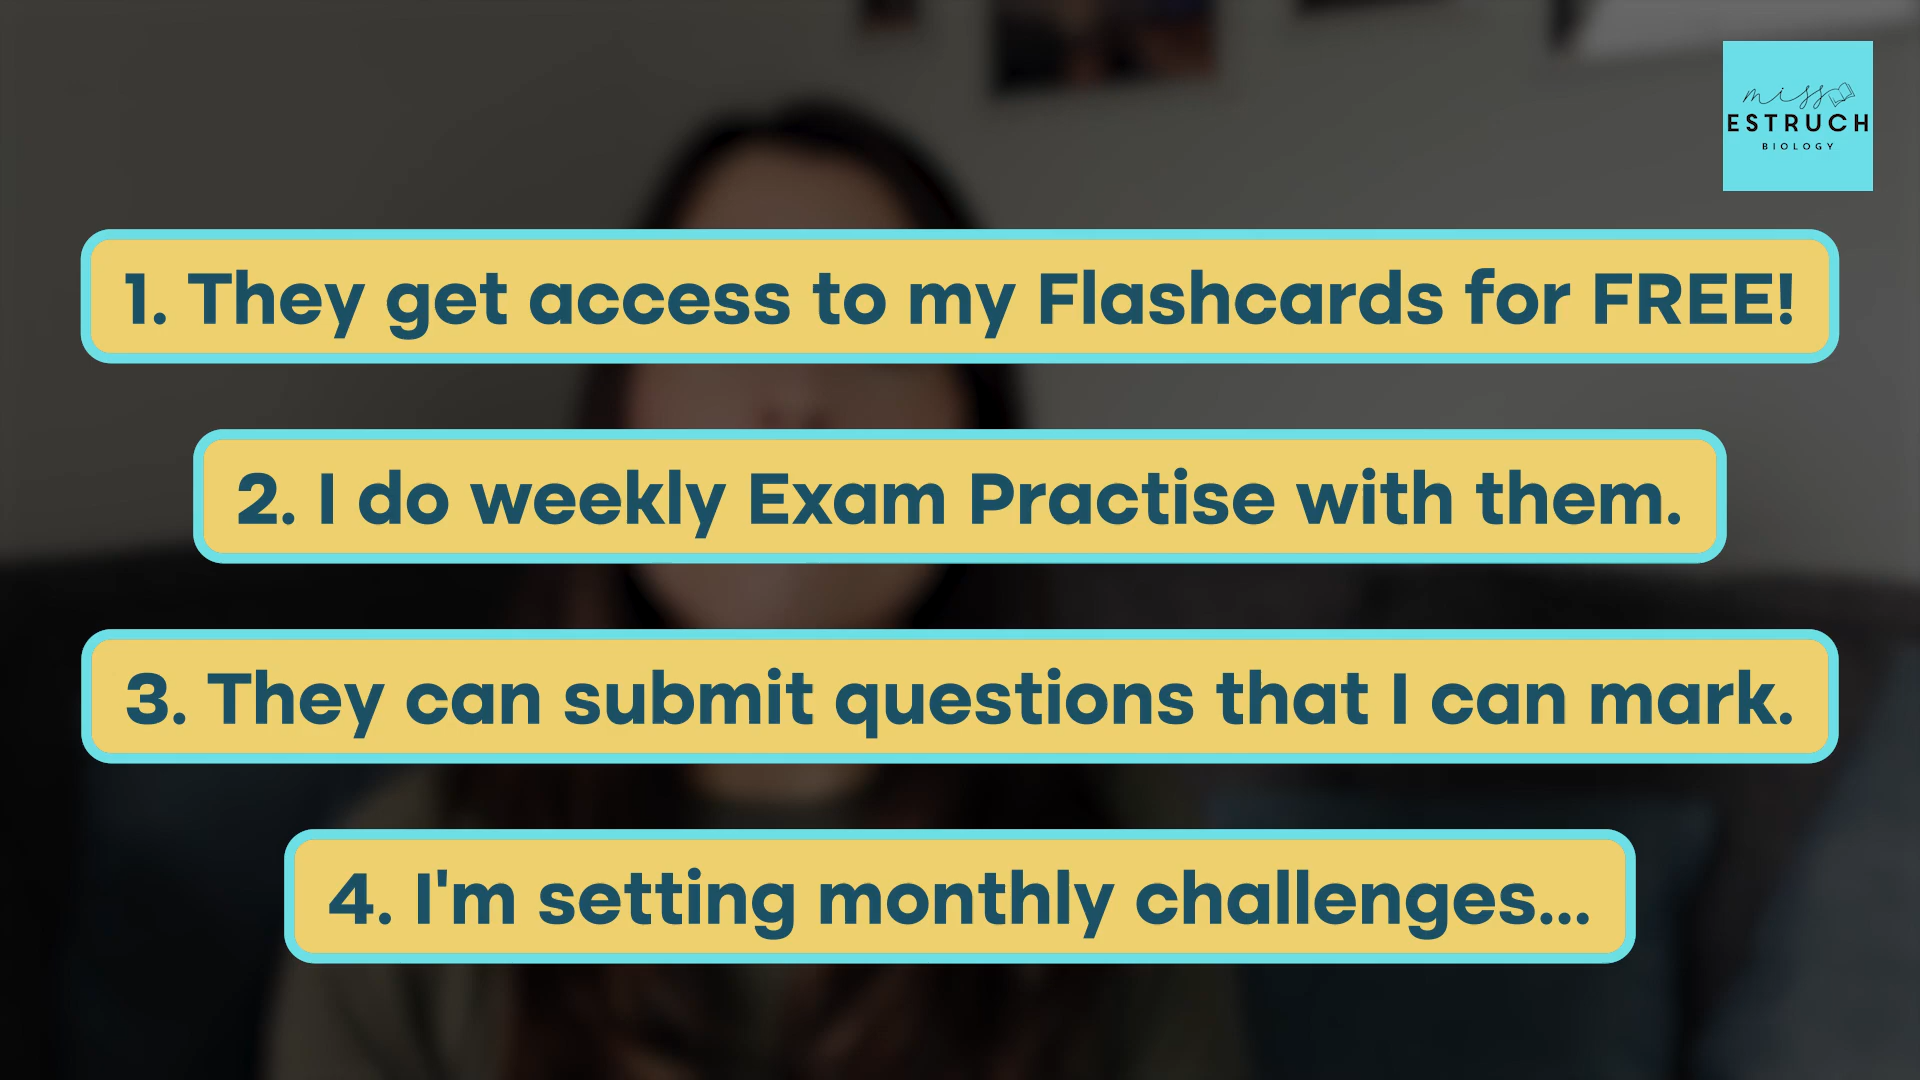 miss
ESTRUCH
BIOLOGY
1. They get access to my Flashcards for FREE!
2. I do weekly Exam Practise with them.
3. They can submit questions that I can mark.
4. I'm setting monthly challenges...